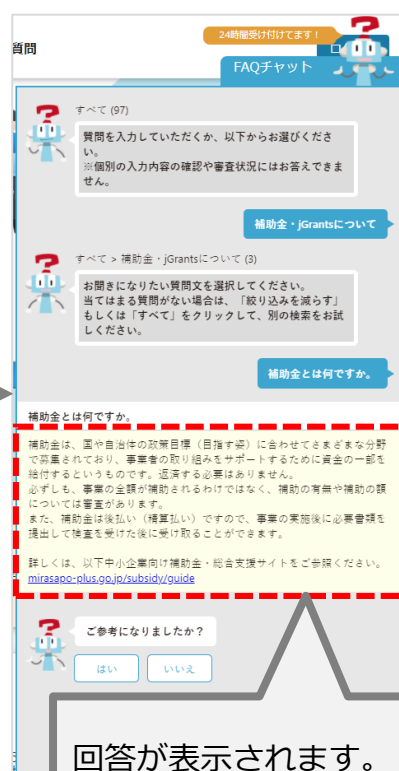 質問
24時間受け付けてます！
FAQチャット
すべて (97)
質問を入力していただくか、以下からお選びくださ
い。
※個別の入力内容の確認や審査状況にはお答えできま
せん。
補助金・jGrantsについて
すべて > 補助金・jGrantsについて (3)
お聞きになりたい質問文を選択してください。
当てはまる質問がない場合は、「絞り込みを減らす」
もしくは「すべて」をクリックして、別の検索をお試
しください。
補助金とは何ですか。
補助金とは何ですか。
補助金は、国や自治体の政策目標（目指す姿）に合わせてさまざまな分野
で募集されており、事業者の取り組みをサポートするために資金の一部を
給付するというものです。返済する必要はありません。
必ずしも、事業の全額が補助されるわけではなく、補助の有無や補助の額
については審査があります。
また、補助金は後払い（精算払い）ですので、事業の実施後に必要書類を
提出して検査を受けた後に受け取ることができます。
詳しくは、以下中小企業向け補助金・総合支援サイトをご参照ください。
mirasapo-plus.go.jp/subsidy/guide
ご参考になりましたか？
はい
いいえ
回答が表示されます。